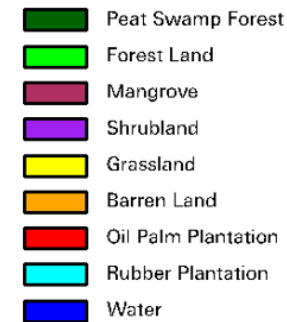 Peat Swamp Forest
Forest Land
Mangrove
Shrubland
Grassland
Barren Land
Oil Palm Plantation
Rubber Plantation
Water